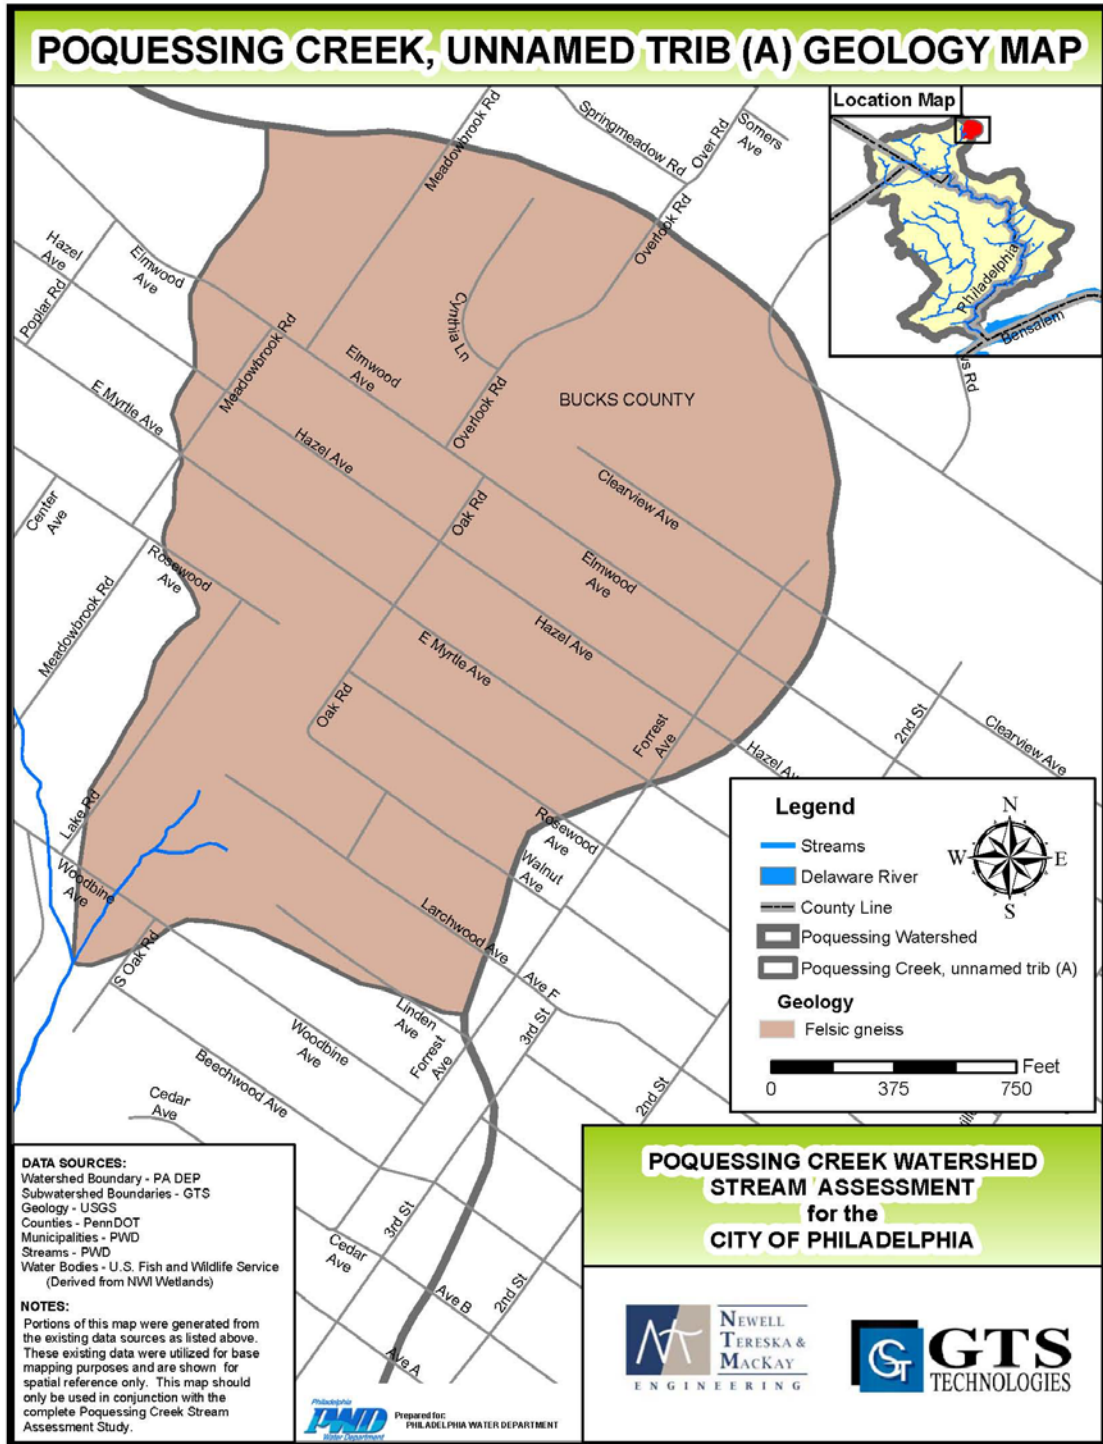 POQUESSING CREEK, UNNAMED TRIB (A) GEOLOGY MAP
Location Map
Philadelphia
Bensalem
ws Rd
Meadowbrook Rd
Springmeadow Rd
Over Rd
Somers
Ave
Overlook Rd
Hazel
Ave
Elmwood
Ave
Poplar Rd
Cynthia Ln
Meadowbrook Rd
Elmwood
Ave
Overlook Rd
BUCKS COUNTY
E Myrtle Ave
Hazel Ave
Clearview Ave
Center
Ave
Oak Rd
Rosewood
Ave
Elmwood
Ave
Meadowbrook Rd
Hazel Ave
E Myrtle Ave
Oak Rd
Forrest
Ave
2nd St
Clearview Ave
Hazel Av
Lake Rd
Rosewood
Ave
Walnut
Ave
Woodbine
Ave
Larchwood Ave
S Oak Rd
Ave F
Linden
Ave
3rd St
Woodbine
Ave
Forrest
Ave
Beechwood Ave
2nd St
Cedar
Ave
3rd St
Cedar
Ave
2nd St
Ave B
Ave A
Legend
Streams
Delaware River
County Line
Poquessing Watershed
Poquessing Creek, unnamed trib (A)
Geology
Felsic gneiss
N
W
E
S
Feet
0 375 750
DATA SOURCES:
Watershed Boundary - PA DEP
Subwatershed Boundaries - GTS
Geology - USGS
Counties - PennDOT
Municipalities - PWD
Streams - PWD
Water Bodies - U.S. Fish and Wildlife Service
(Derived from NWI Wetlands)
NOTES:
Portions of this map were generated from
the existing data sources as listed above.
These existing data were utilized for base
mapping purposes and are shown for
spatial reference only. This map should
only be used in conjunction with the
complete Poquessing Creek Stream
Assessment Study.
Philadelphia
PWD
Water Department
Prepared for:
PHILADELPHIA WATER DEPARTMENT
POQUESSING CREEK WATERSHED
STREAM ASSESSMENT
for the
CITY OF PHILADELPHIA
NEWELL
TERESKA &
MACKAY
ENGINEERING
GTS
TECHNOLOGIES